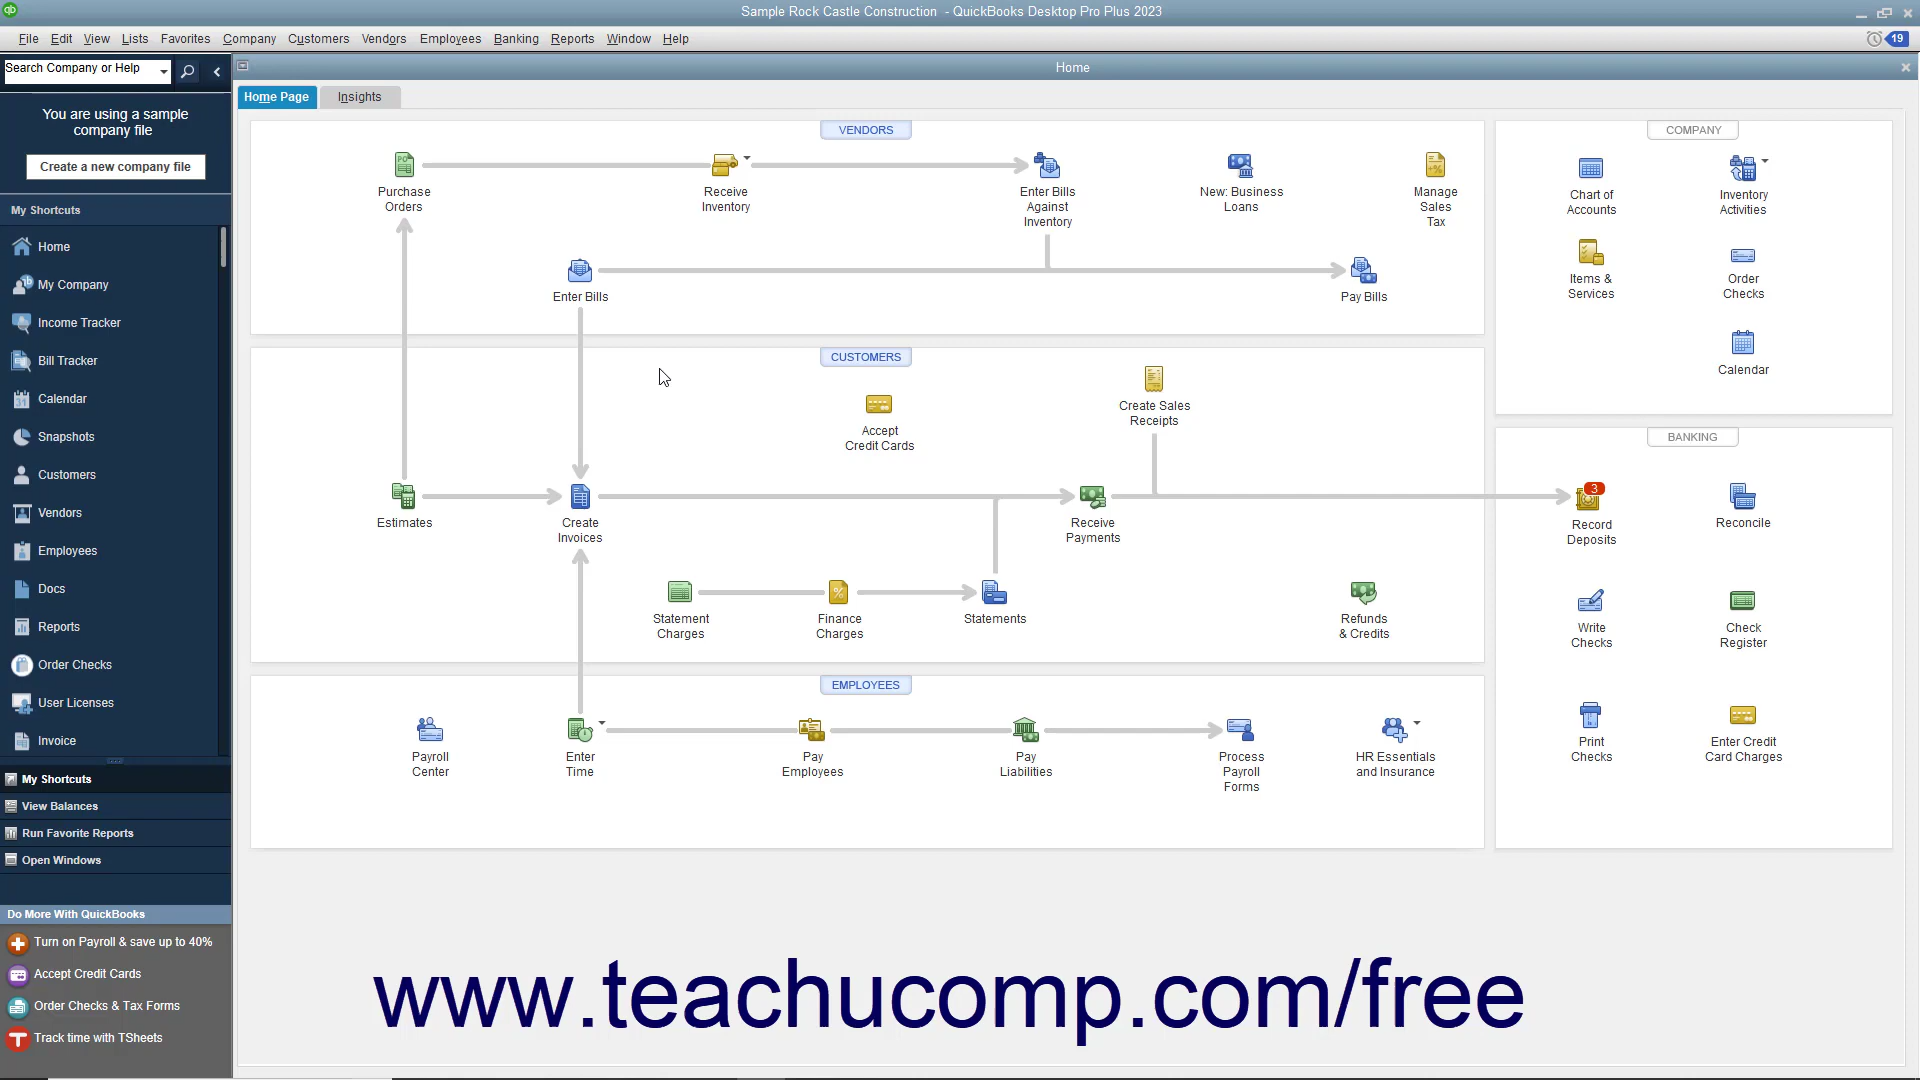 Sample Rock Castle Construction - QuickBooks Desktop Pro Plus 2023
File Edit View Lists Favorites Company Customers Vendors Employees Banking Reports Window Help
19
Search Company or Help
Home
Home Page
Insights
You are using a sample
company file
Create a new company file
My Shortcuts
Home
My Company
Income Tracker
Bill Tracker
Calendar
Snapshots
Customers
Vendors
Employees
Docs
Reports
Order Checks
User Licenses
Invoice
My Shortcuts
View Balances
Run Favorite Reports
Open Windows
Do More With QuickBooks
Turn on Payroll & save up to 40%
Accept Credit Cards
Order Checks & Tax Forms
Track time with TSheets
VENDORS
Purchase
Orders
Receive
Inventory
Enter Bills
Against
Inventory
New: Business
Loans
Manage
Sales
Tax
Enter Bills
Pay Bills
CUSTOMERS
Accept
Credit Cards
Create Sales
Receipts
Estimates
Create
Invoices
Receive
Payments
Statement
Charges
Finance
Charges
Statements
Refunds
& Credits
EMPLOYEES
Payroll
Center
Enter
Time
Pay
Employees
Pay
Liabilities
Process
Payroll
Forms
HR Essentials
and Insurance
COMPANY
Chart of
Accounts
Inventory
Activities
Items &
Services
Order
Checks
Calendar
BANKING
3
Record
Deposits
Reconcile
Write
Checks
Check
Register
Print
Checks
Enter Credit
Card Charges
www.teachucomp.com/free